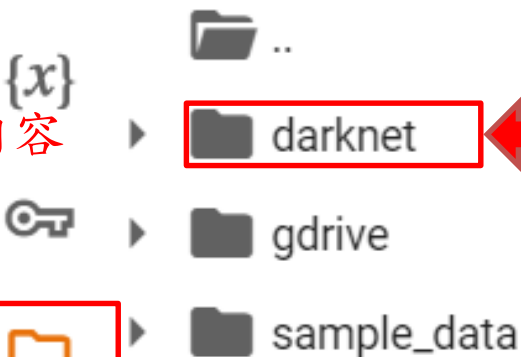 ..
{x}
容
darknet
gdrive
sample_data